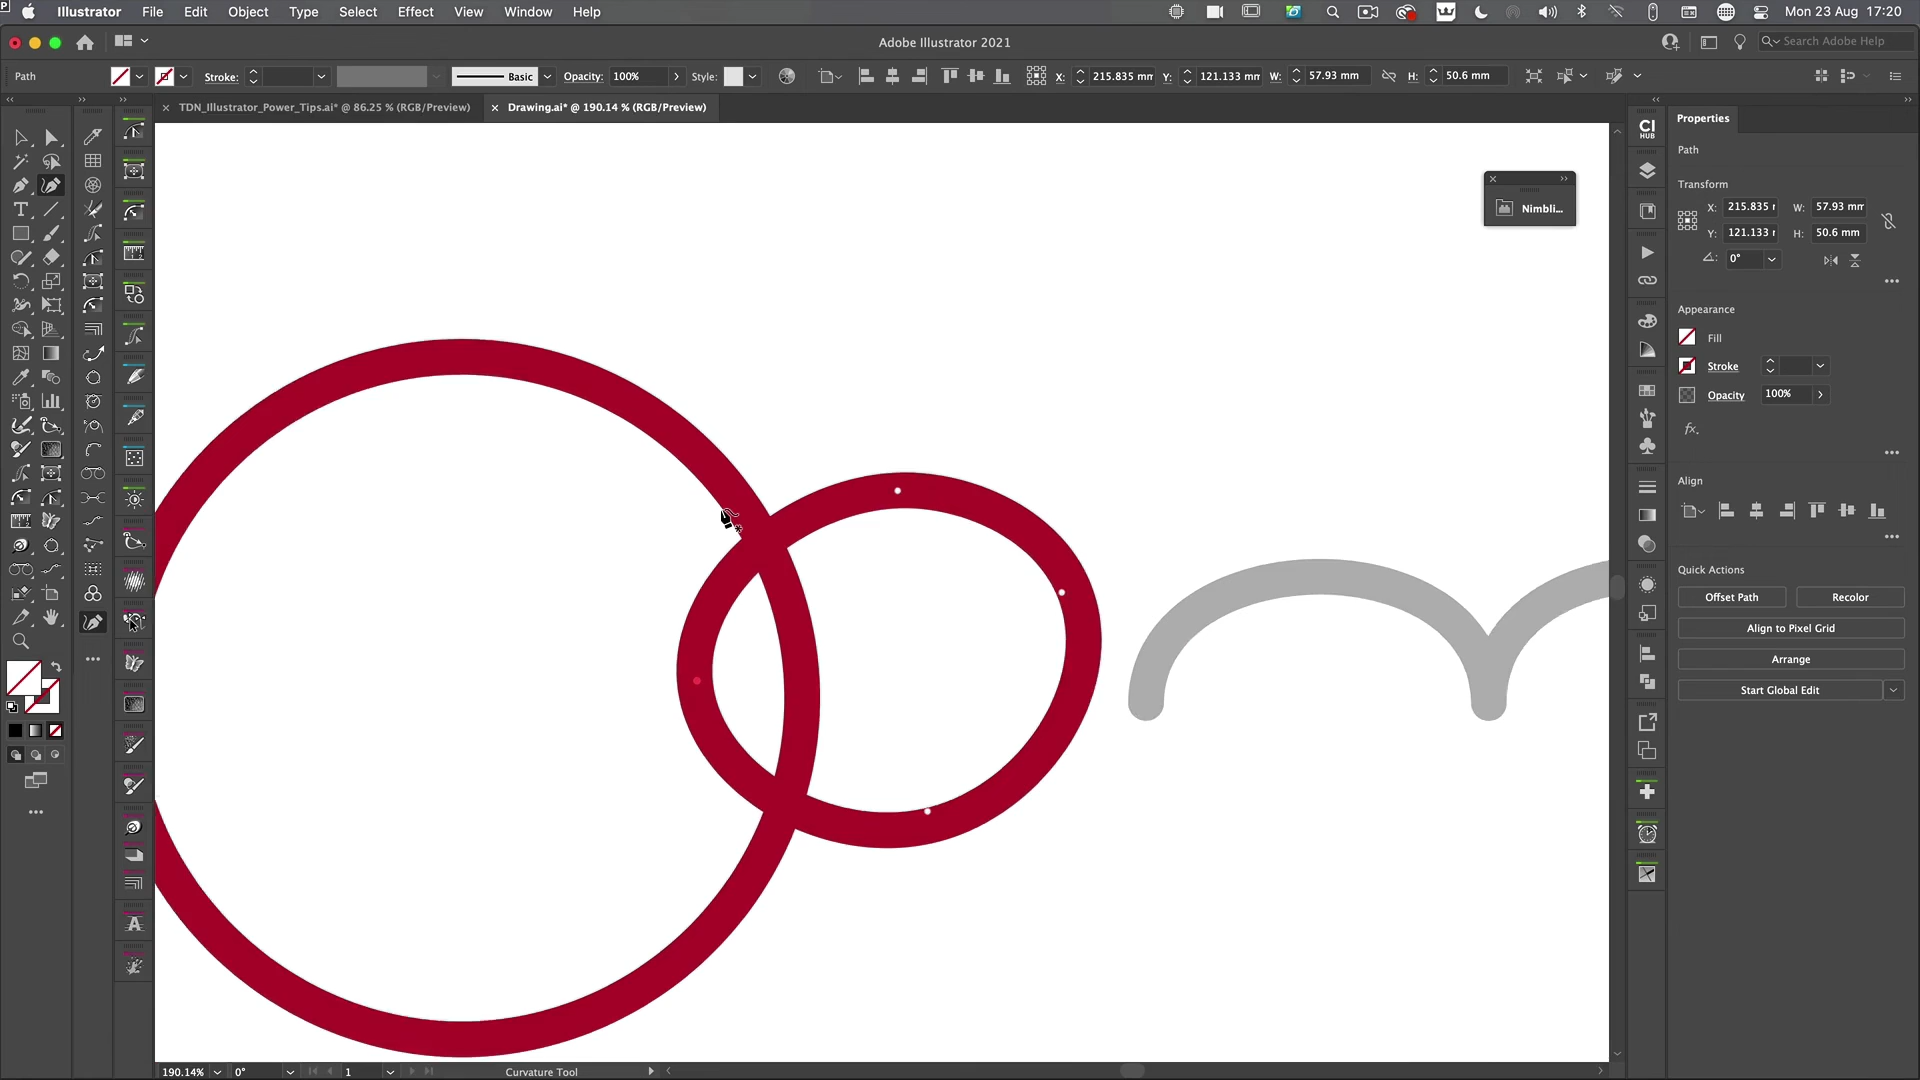 Illustrator File Edit Object Type Select Effect View Window Help Mon 23 Aug 17:20
Adobe Illustrator 2021
Search Adobe Help
Path Stroke: Basic Opacity: 100% Style: X: 215.835 mm Y: 121.133 mm W: 57.93 mm H: 50.6 mm
TDN_Illustrator_Power_Tips.ai* @ 86.25 % (RGB/Preview) Drawing.ai* @ 190.14 % (RGB/Preview)
Nimbli...
CI
HUB
Properties
Path
Transform
X: 215.835 W: 57.93 mm
Y: 121.133 H: 50.6 mm
0°
Appearance
Fill
Stroke
Opacity 100%
fx.
Align
Quick Actions
Offset Path Recolor
Align to Pixel Grid
Arrange
Start Global Edit
190.14% 0° 1 Curvature Tool